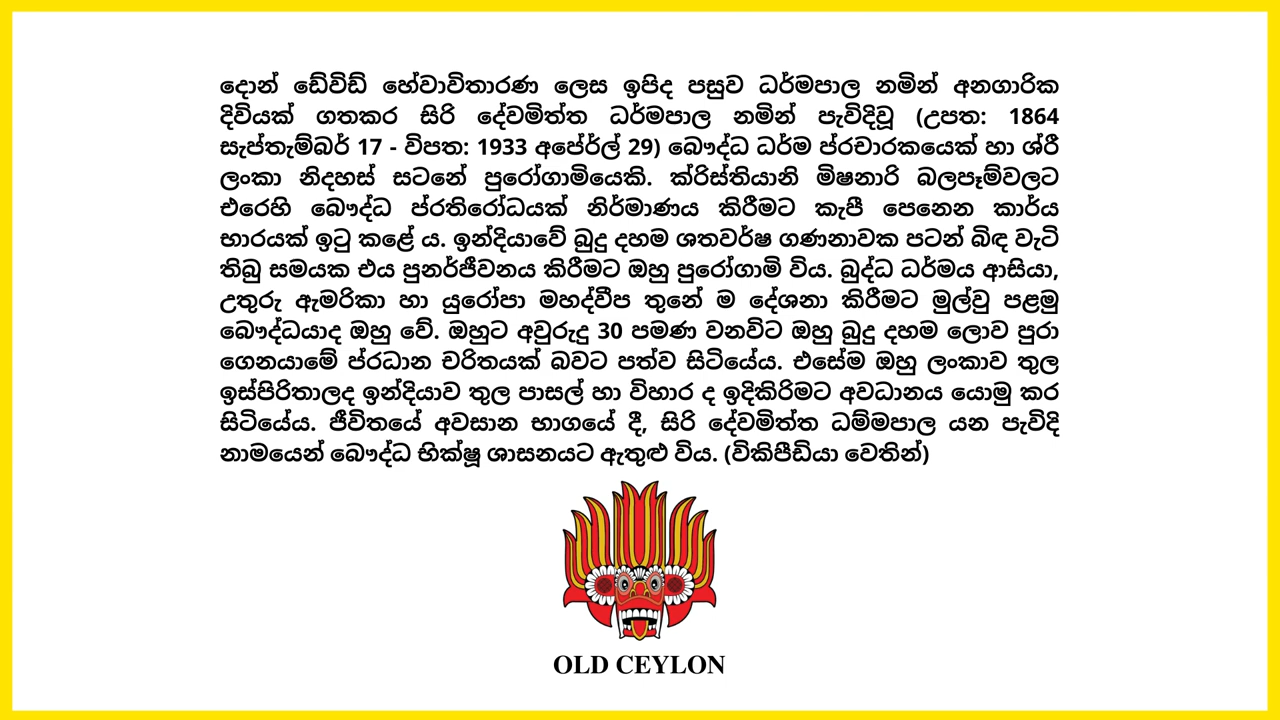 දොන් ඩේවිඩ් හේවාවිතාරණ ලෙස ඉපිද පසුව ධර්මපාල නමින් අනගාරික
දිවියක් ගතකර සිරි දේවමිත්ත ධර්මපාල නමින් පැවිදිවූ (උපත: 1864
සැප්තැම්බර් 17 - විපත: 1933 අප්‍රේල් 29) බෞද්ධ ධර්ම ප්රචාරකයෙක් හා ශ්රී
ලංකා නිදහස් සටනේ පුරෝගාමියෙකි. ක්රිස්තියානි මිෂනාරි බලපෑම්වලට
එරෙහි බෞද්ධ ප්රතිරෝධයක් නිර්මාණය කිරීමට කැපී පෙනෙන කාර්ය
භාරයක් ඉටු කළේ ය. ඉන්දියාවේ බුදු දහම ශතවර්ෂ ගණනාවක පටන් බිඳ වැටි
තිබු සමයක එය පුනර්ජීවනය කිරීමට ඔහු පුරෝගාමි විය. බුද්ධ ධර්මය ආසියා,
උතුරු ඇමරිකා හා යුරෝපා මහද්වීප තුනේ ම දේශනා කිරීමට මුල්වු පළමු
බෞද්ධයාද ඔහු වේ. ඔහුට අවුරුදු 30 පමණ වනවිට ඔහු බුදු දහම ලොව පුරා
ගෙනයාමේ ප්රධාන චරිතයක් බවට පත්ව සිටියේය. එසේම ඔහු ලංකාව තුල
ඉස්පිරිතාලද ඉන්දියාව තුල පාසල් හා විහාර ද ඉදිකිරිමට අවධානය යොමු කර
සිටියේය. ජීවිතයේ අවසාන භාගයේ දී, සිරි දේවමිත්ත ධම්මපාල යන පැවිදි
නාමයෙන් බෞද්ධ භික්ෂූ ශාසනයට ඇතුළු විය. (විකිපීඩියා වෙතින්)
OLD CEYLON